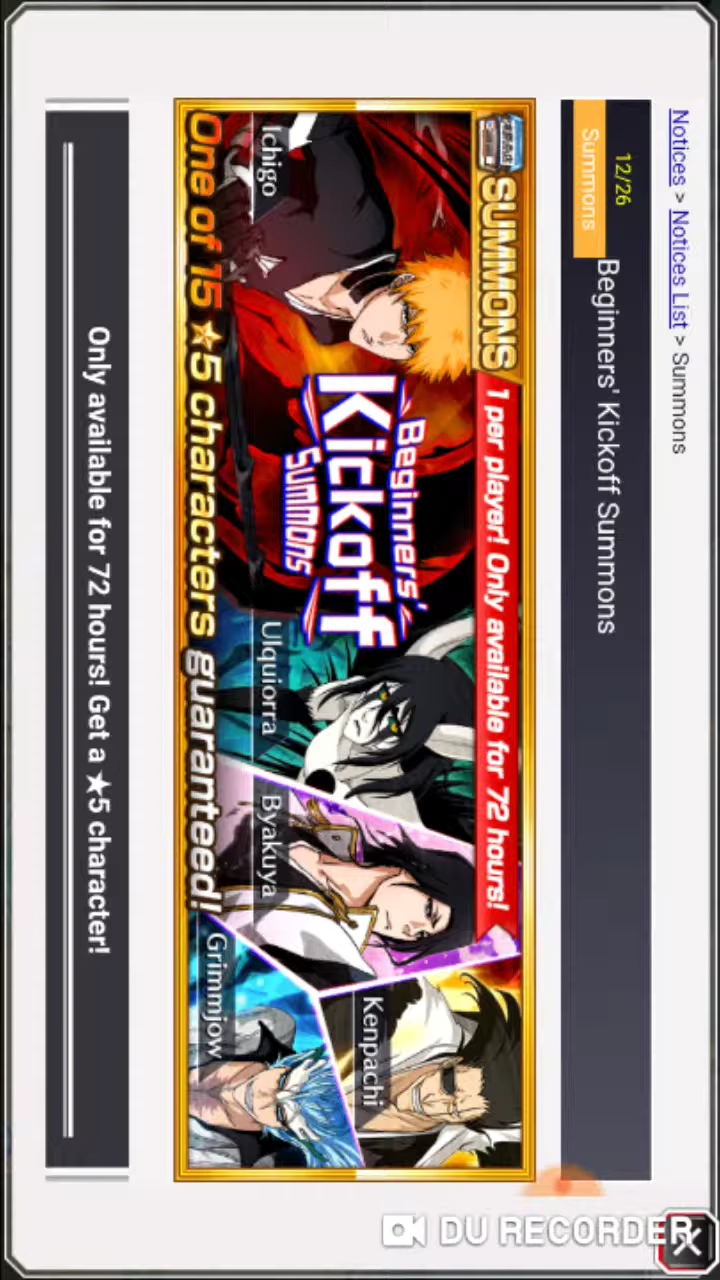 Notices > Notices List > Summons
12/26
Summons
Beginners' Kickoff Summons
SUMMONS
1 per player! Only available for 72 hours!
Beginners'
Kickoff
Summons
Ichigo
Ulquiorra
Byakuya
Kenpachi
Grimmjow
One of 15 ★5 characters guaranteed!
Only available for 72 hours! Get a ★5 character!
DU RECORDER